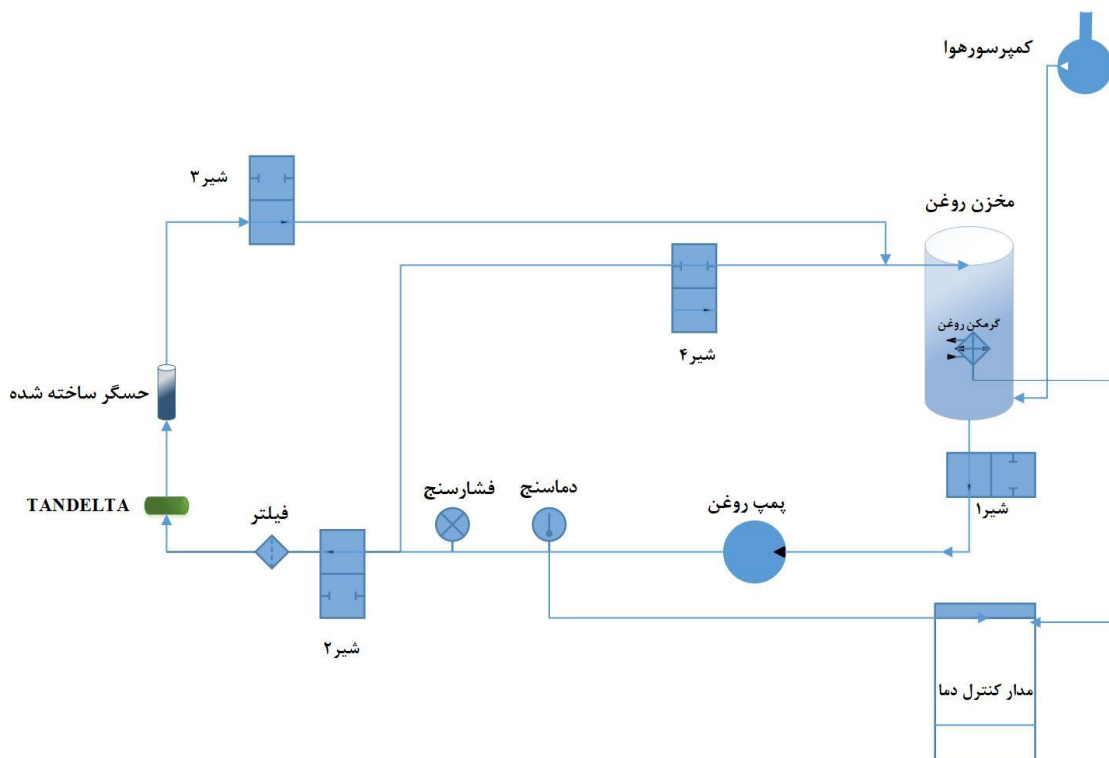 کمپرسورهوا
شیر۳
مخزن روغن
گرمکن روغن
شیر۴
حسگر ساخته شده
TANDELTA
فیلتر
فشارسنج
دماسنج
پمپ روغن
شیر۱
شیر۲
مدار کنترل دما